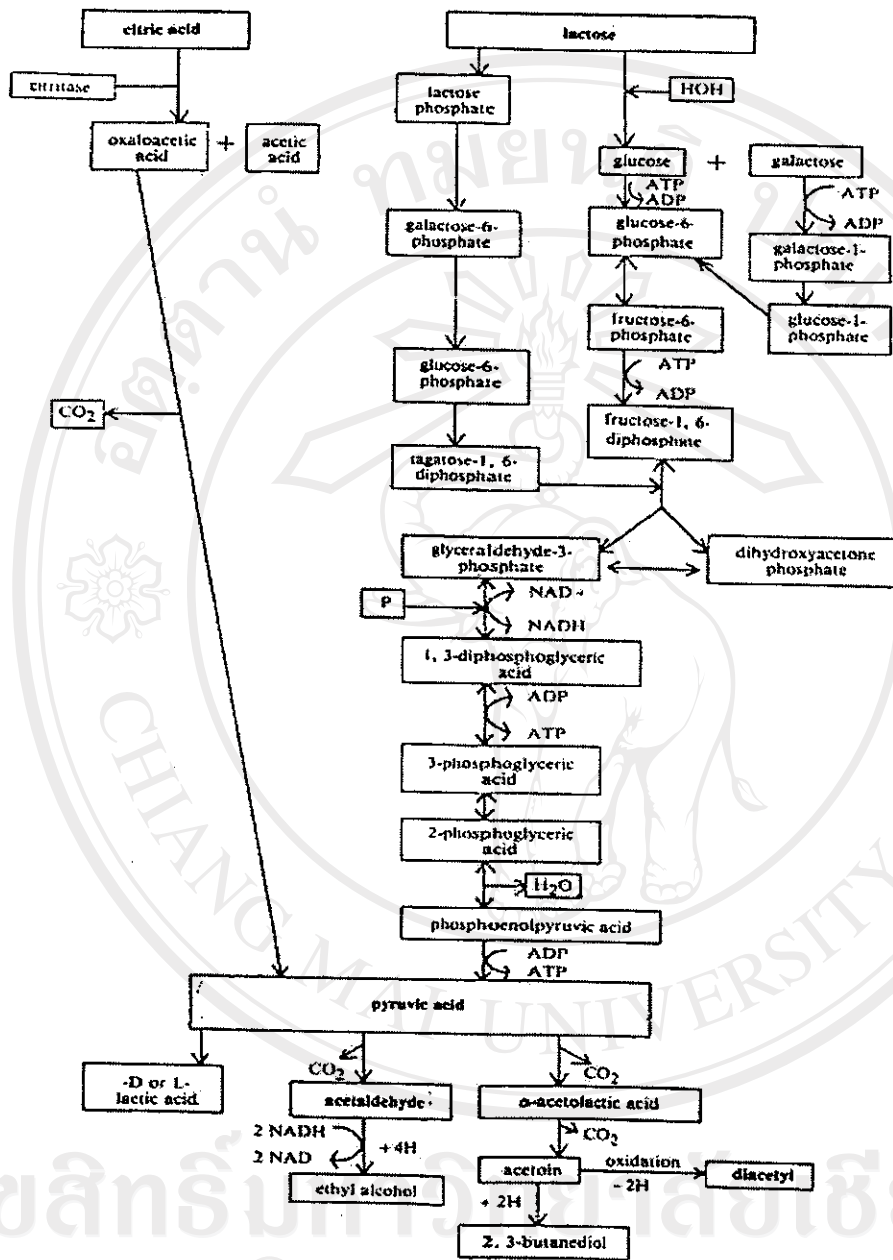 citric acid
lactose
citritase
lactose
phosphate
HOH
oxaloacetic
acid
+
acetic
acid
glucose
+
galactose
ATP
ADP
ATP
ADP
galactose-6-
phosphate
glucose-6-
phosphate
galactose-1-
phosphate
fructose-6-
phosphate
glucose-1-
phosphate
glucose-6-
phosphate
ATP
ADP
CO2
fructose-1, 6-
diphosphate
tagatose-1, 6-
diphosphate
glyceraldehyde-3-
phosphate
dihydroxyacetone
phosphate
P
NAD+
NADH
1, 3-diphosphoglyceric
acid
ADP
ATP
3-phosphoglyceric
acid
2-phosphoglyceric
acid
H2O
phosphoenolpyruvic acid
ADP
ATP
pyruvic acid
-D or L-
lactic acid
CO2
CO2
acetaldehyde
α-acetolactic acid
2 NADH
2 NAD
+4H
CO2
ethyl alcohol
acetoin
oxidation
- 2H
diacetyl
+ 2H
2, 3-butanediol
CHIANG MAI UNIVERSITY